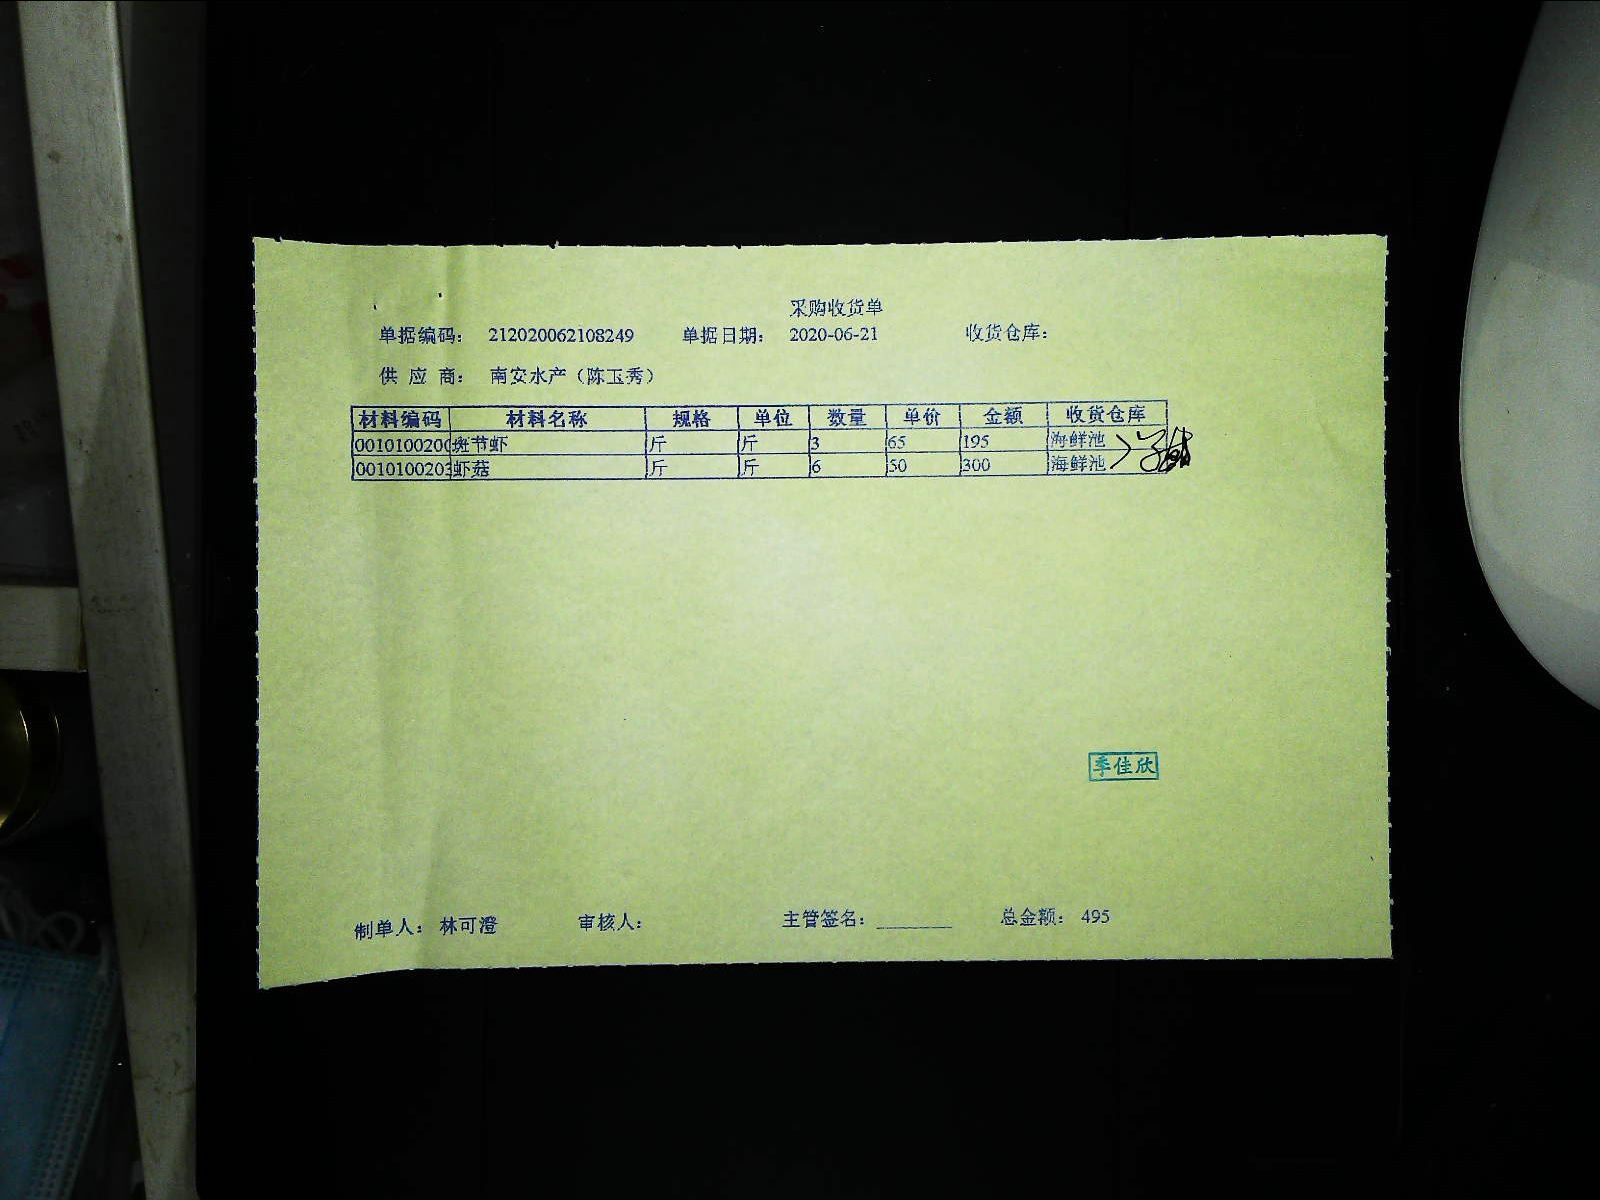 采购收货单
单据编码： 212020062108249 单据日期： 2020-06-21 收货仓库：
供 应 商： 南安水产（陈玉秀）
材料编码 材料名称 规格 单位 数量 单价 金额 收货仓库
0010100200 斑节虾 斤 斤 3 65 195 海鲜池
0010100203 虾菇 斤 斤 6 50 300 海鲜池
季佳欣
制单人： 林可澄 审核人： 主管签名： 总金额： 495